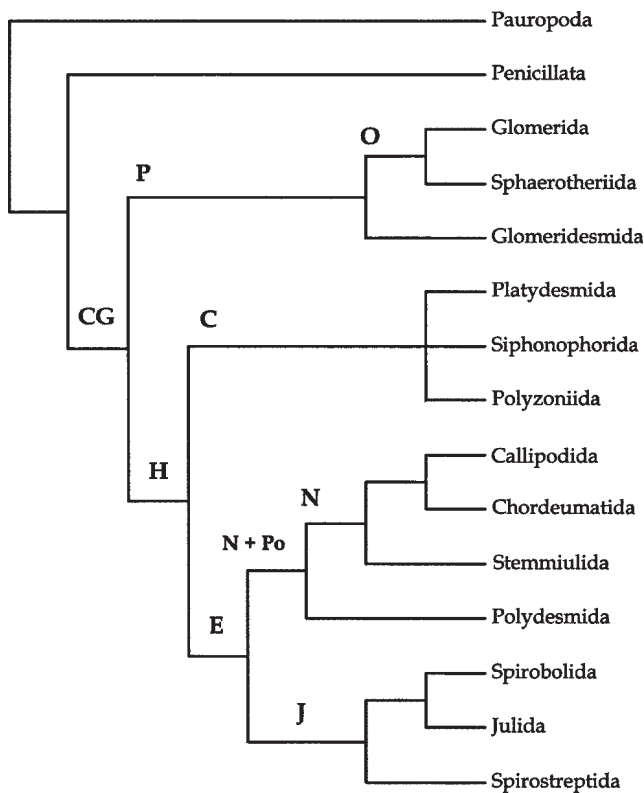 Pauropoda
Penicillata
O
Glomerida
P
Sphaerotheriida
Glomeridesmida
Platydesmida
CG
C
Siphonophorida
Polyzoniida
Callipodida
H
N
Chordeumatida
N + Po
Stemmiulida
E
Polydesmida
Spirobolida
J
Julida
Spirostreptida